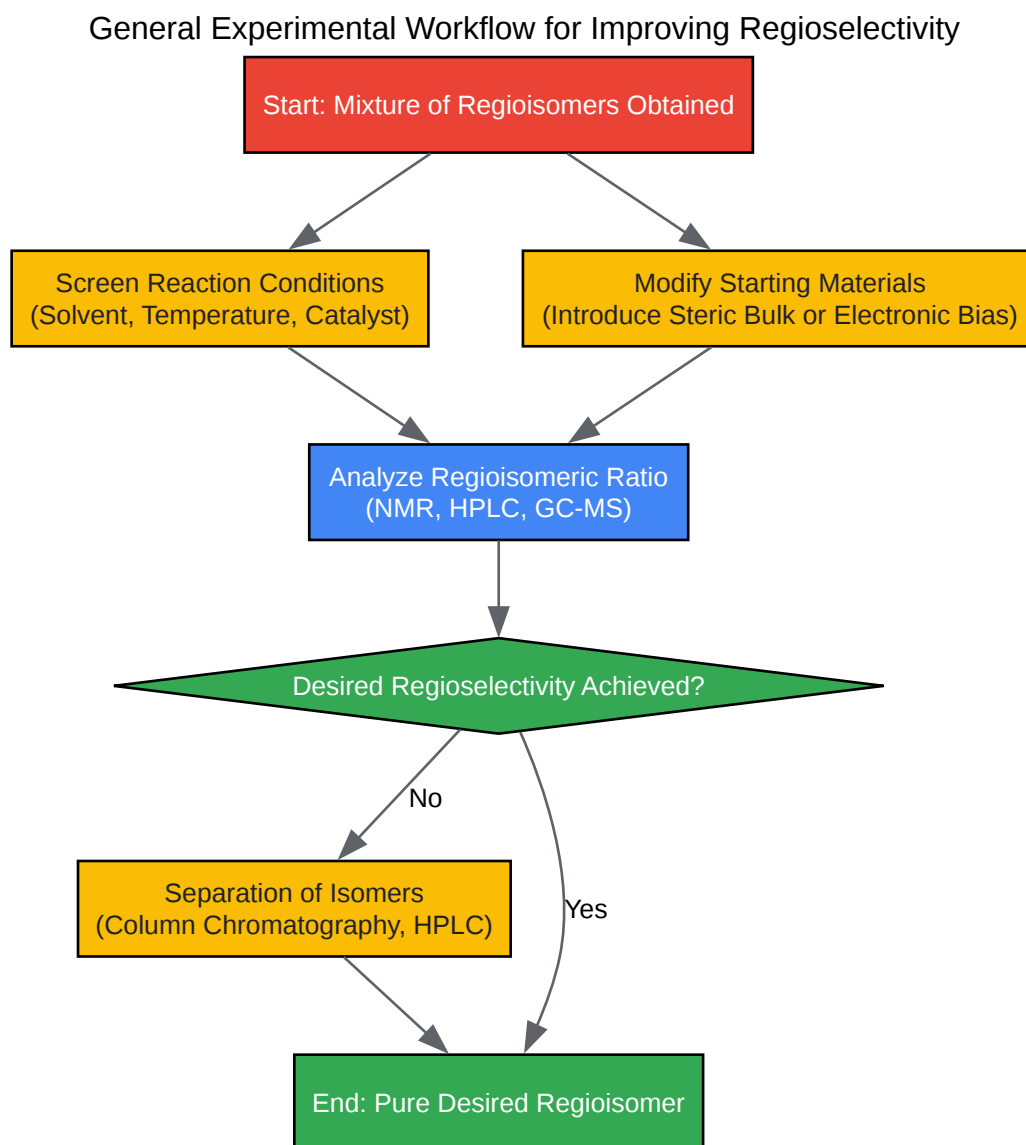 General Experimental Workflow for Improving Regioselectivity
Start: Mixture of Regioisomers Obtained
Screen Reaction Conditions
(Solvent, Temperature, Catalyst)
Modify Starting Materials
(Introduce Steric Bulk or Electronic Bias)
Analyze Regioisomeric Ratio
(NMR, HPLC, GC-MS)
Desired Regioselectivity Achieved?
No
Separation of Isomers
(Column Chromatography, HPLC)
Yes
End: Pure Desired Regioisomer